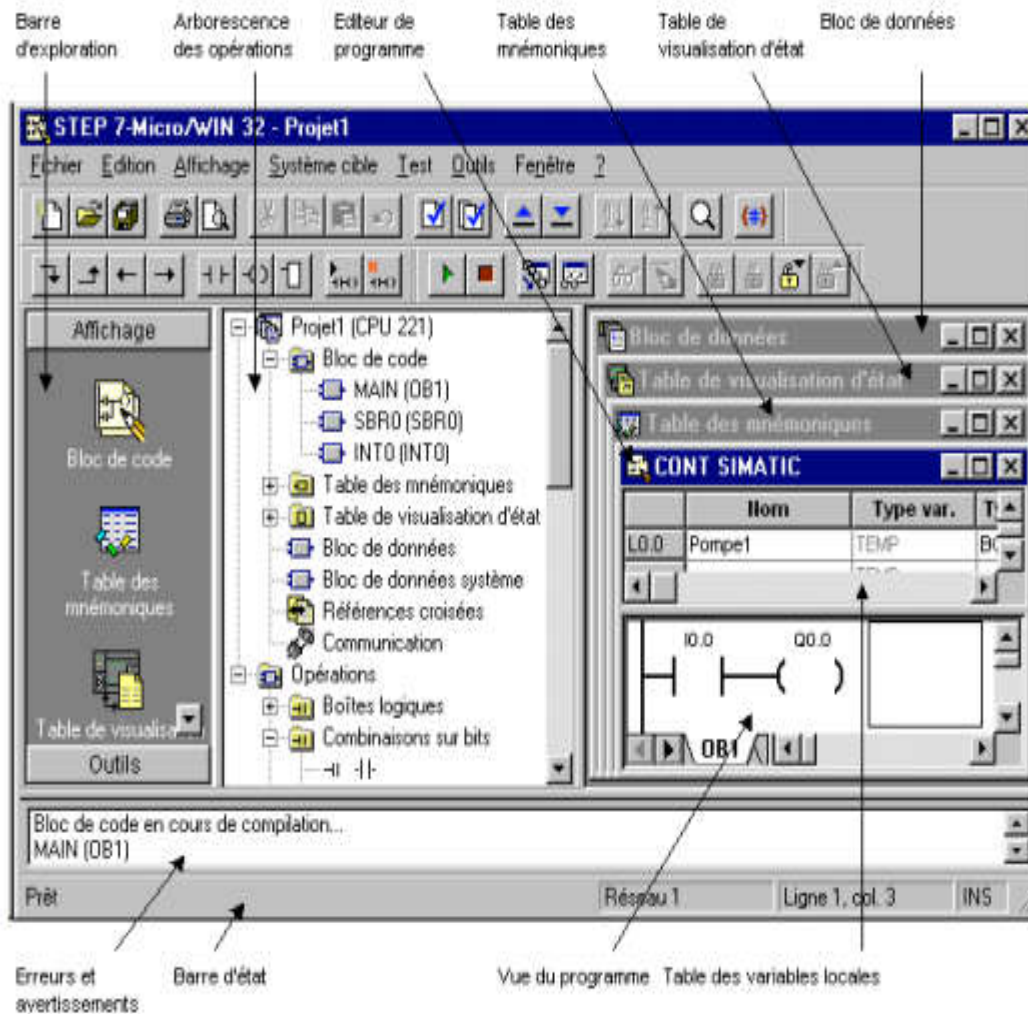 Barre d'exploration
Arborescence des opérations
Editeur de programme
Table des mnémoniques
Table de visualisation d'état
Bloc de données
STEP 7-Micro/WIN 32 - Projet1
Fichier Edition Affichage Système cible Test Outils Fenêtre ?
Affichage
Bloc de code
Table des mnémoniques
Table de visualisa
Outils
Projet1 (CPU 221)
Bloc de code
MAIN (OB1)
SBR0 (SBR0)
INT0 (INT0)
Table des mnémoniques
Table de visualisation d'état
Bloc de données
Bloc de données système
Références croisées
Communication
Opérations
Boîtes logiques
Combinaisons sur bits
Bloc de données
Table de visualisation d'état
Table des mnémoniques
CONT SIMATIC
Nom Type var.
L0.0 Pompe1 TEMP
I0.0 Q0.0
OB1
Bloc de code en cours de compilation...
MAIN (OB1)
Prêt
Réseau 1
Ligne 1, col. 3
INS
Erreurs et avertissements
Barre d'état
Vue du programme
Table des variables locales